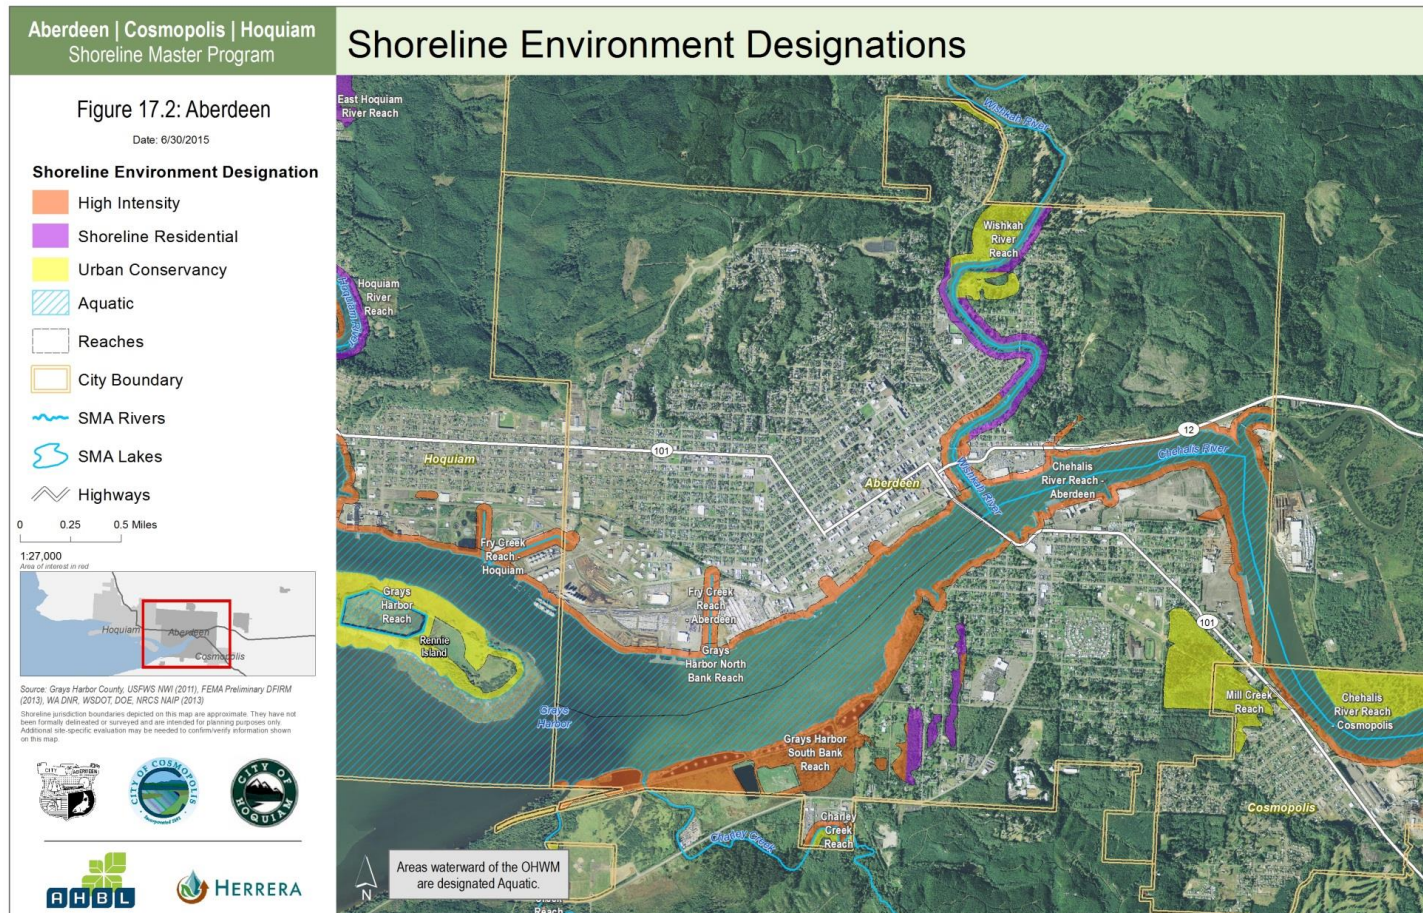 Aberdeen | Cosmopolis | Hoquiam
Shoreline Master Program
Shoreline Environment Designations
Figure 17.2: Aberdeen
Date: 6/30/2015
Shoreline Environment Designation
High Intensity
Shoreline Residential
Urban Conservancy
Aquatic
Reaches
City Boundary
SMA Rivers
SMA Lakes
Highways
0 0.25 0.5 Miles
1:27,000
Area of interest in red
Hoquiam
Aberdeen
Cosmopolis
Source: Grays Harbor County, USFWS NWI (2011), FEMA Preliminary DFIRM
(2013), WA DNR, WSDOT, DOE, NRCS NAIP (2013)
Shoreline jurisdiction boundaries depicted on this map are approximate. They have not
been formally delineated or surveyed and are intended for planning purposes only.
Additional site-specific evaluation may be needed to confirm/verify information shown
on this map.
CITY OF ABERDEEN
CITY OF COSMOPOLIS
CITY OF
HOQUIAM
AHBL
HERRERA
East Hoquiam
River Reach
Wishkah River
Wishkah
River
Reach
Hoquiam
River
Reach
Hoquiam River
101
Hoquiam
Aberdeen
Wishkah River
12
Chehalis River
Chehalis
River Reach -
Aberdeen
Fry Creek
Reach -
Hoquiam
Grays
Harbor
Reach
Rennie
Island
Fry Creek
Reach
- Aberdeen
Grays
Harbor North
Bank Reach
101
Grays
Harbor
Mill Creek
Reach
Chehalis
River Reach
- Cosmopolis
Grays Harbor
South Bank
Reach
Cosmopolis
Charley Creek
Charley
Creek
Reach
N
Areas waterward of the OHWM
are designated Aquatic.
Reach